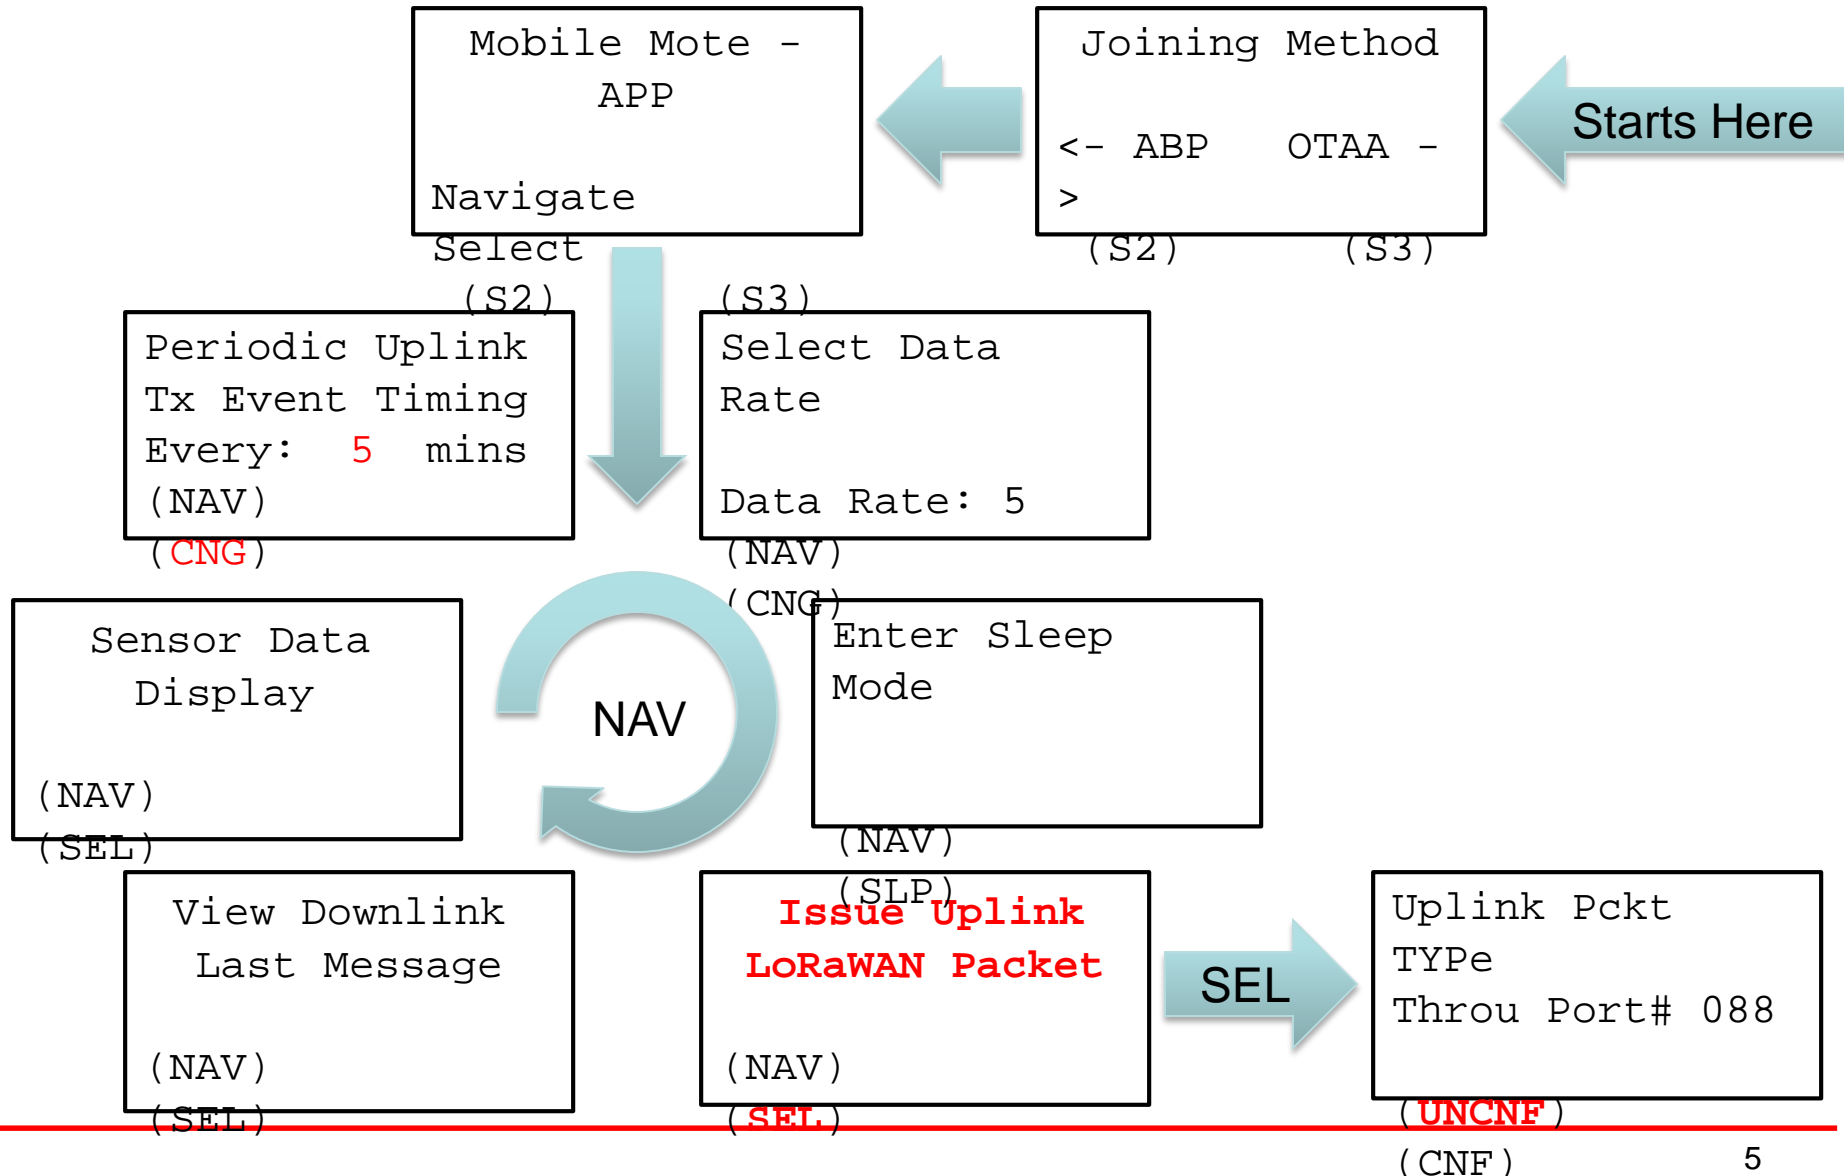 Mobile Mote -
APP
Navigate
Select
(S2)
(S3)
Joining Method
<- ABP OTAA -
>
(S2) (S3)
Starts Here
Periodic Uplink
Tx Event Timing
Every: 5 mins
(NAV)
(CNG)
Select Data
Rate
Data Rate: 5
(NAV)
(CNG)
Sensor Data
Display
(NAV)
(SEL)
NAV
Enter Sleep
Mode
(NAV)
(SLP)
View Downlink
Last Message
(NAV)
(SEL)
Issue Uplink
LoRaWAN Packet
(NAV)
(SEL)
SEL
Uplink Pckt
TYPe
Throu Port# 088
(UNCNF)
(CNF)
5